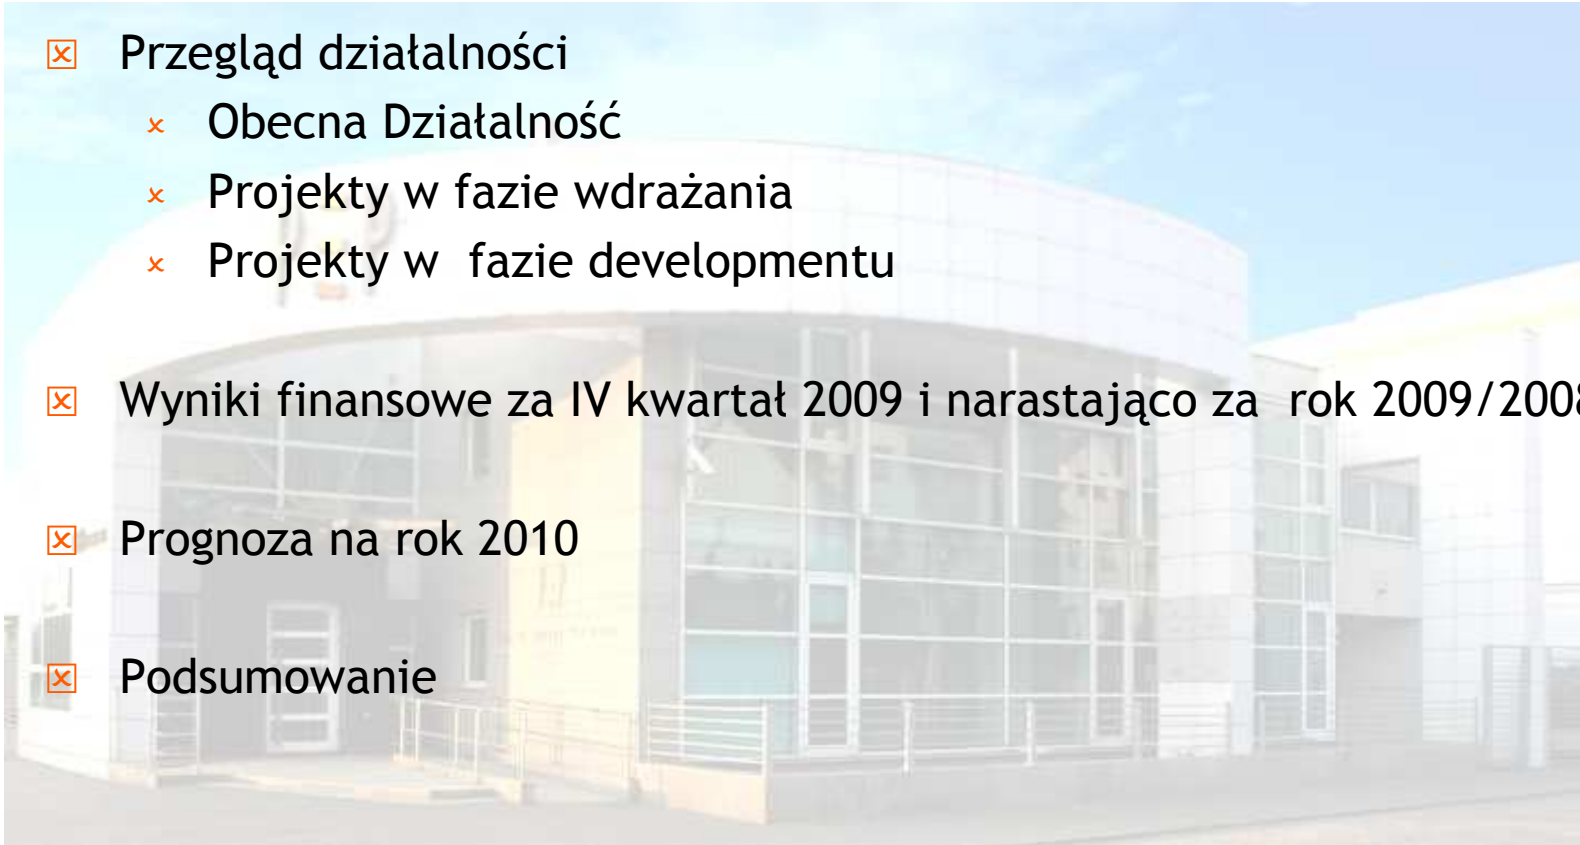 Przegląd działalności
Obecna Działalność
Projekty w fazie wdrażania
Projekty w fazie developmentu
Wyniki finansowe za IV kwartał 2009 i narastająco za rok 2009/2008
Prognoza na rok 2010
Podsumowanie